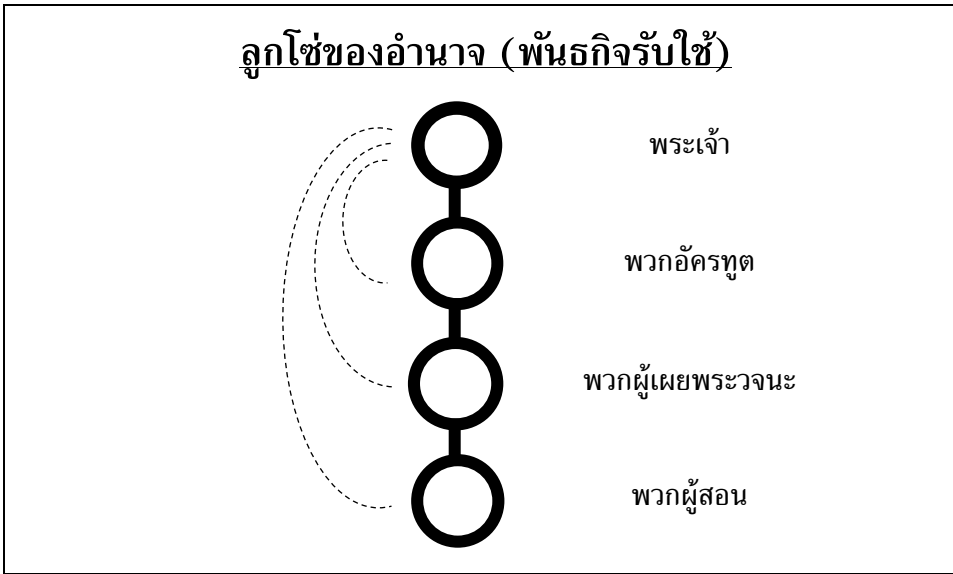 ลูกโซ่ของอำนาจ (พันธกิจรับใช้)
พระเจ้า
พวกอัครทูต
พวกผู้เผยพระวจนะ
พวกผู้สอน